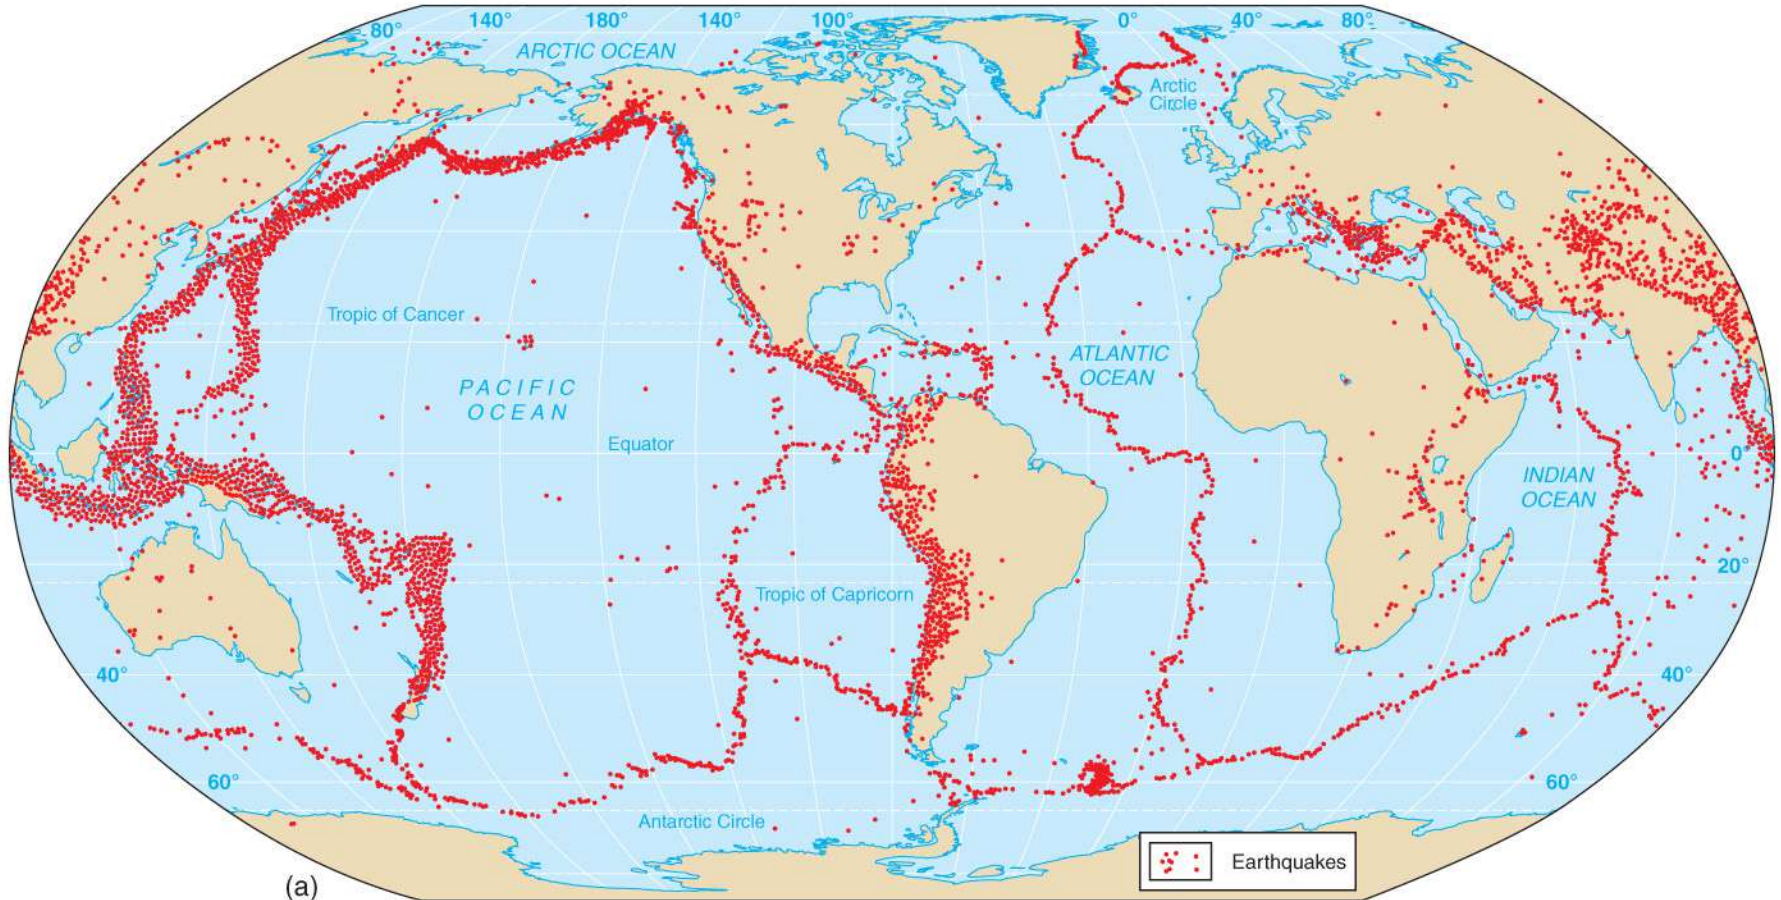 80°
140°
180°
140°
100°
0°
40°
80°
ARCTIC OCEAN
Arctic
Circle
Tropic of Cancer
PACIFIC
OCEAN
ATLANTIC
OCEAN
Equator
0°
INDIAN
OCEAN
20°
Tropic of Capricorn
40°
40°
60°
60°
Antarctic Circle
Earthquakes
(a)